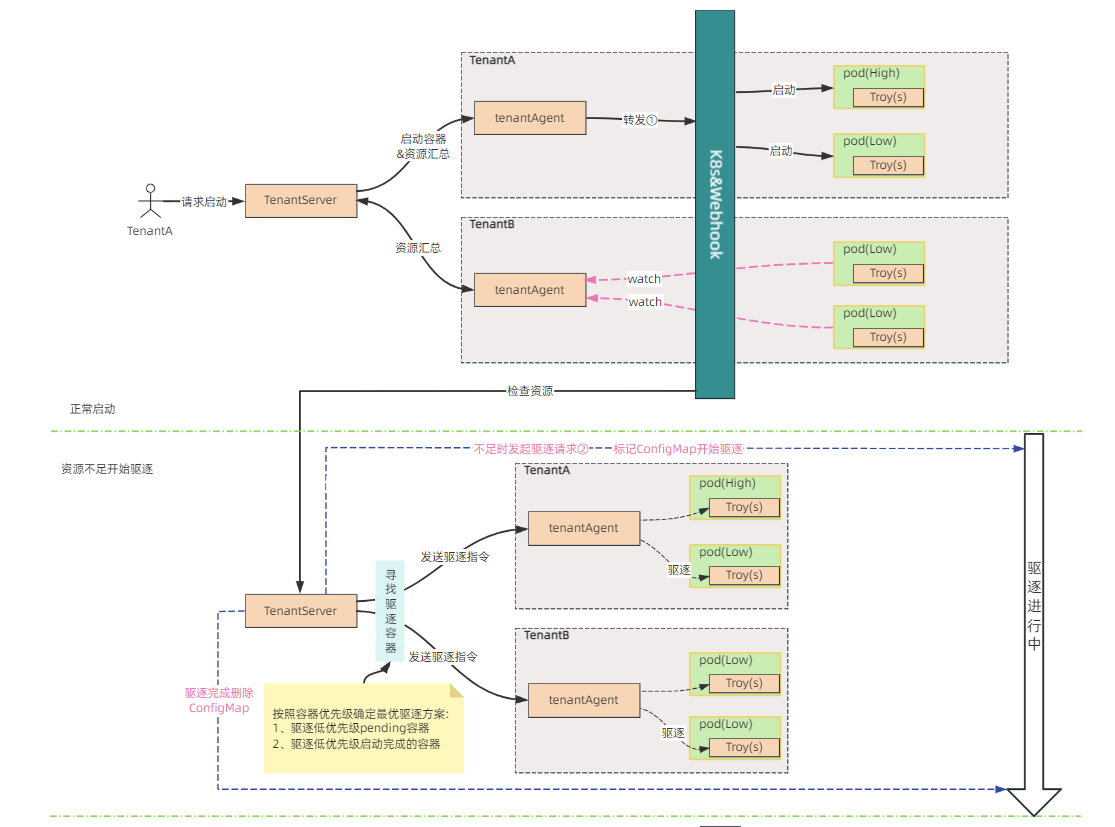 TenantA
pod(High)
Troy(s)
启动
tenantAgent
转发①
启动容器
&资源汇总
pod(Low)
Troy(s)
启动
K8s&Webhook
请求启动
TenantServer
TenantA
TenantB
资源汇总
tenantAgent
watch
watch
pod(Low)
Troy(s)
pod(Low)
Troy(s)
检查资源
正常启动
不足时发起驱逐请求②
标记ConfigMap开始驱逐
资源不足开始驱逐
TenantA
pod(High)
Troy(s)
tenantAgent
发送驱逐指令
pod(Low)
驱逐
Troy(s)
寻找驱逐容器
TenantServer
驱逐进行中
TenantB
发送驱逐指令
pod(Low)
Troy(s)
tenantAgent
pod(Low)
驱逐
Troy(s)
驱逐完成删除
ConfigMap
按照容器优先级确定最优驱逐方案:
1、驱逐低优先级pending容器
2、驱逐低优先级启动完成的容器